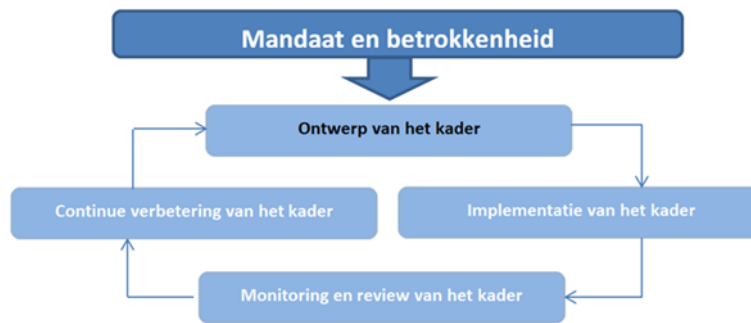 Mandaat en betrokkenheid
Ontwerp van het kader
Continue verbetering van het kader
Implementatie van het kader
Monitoring en review van het kader